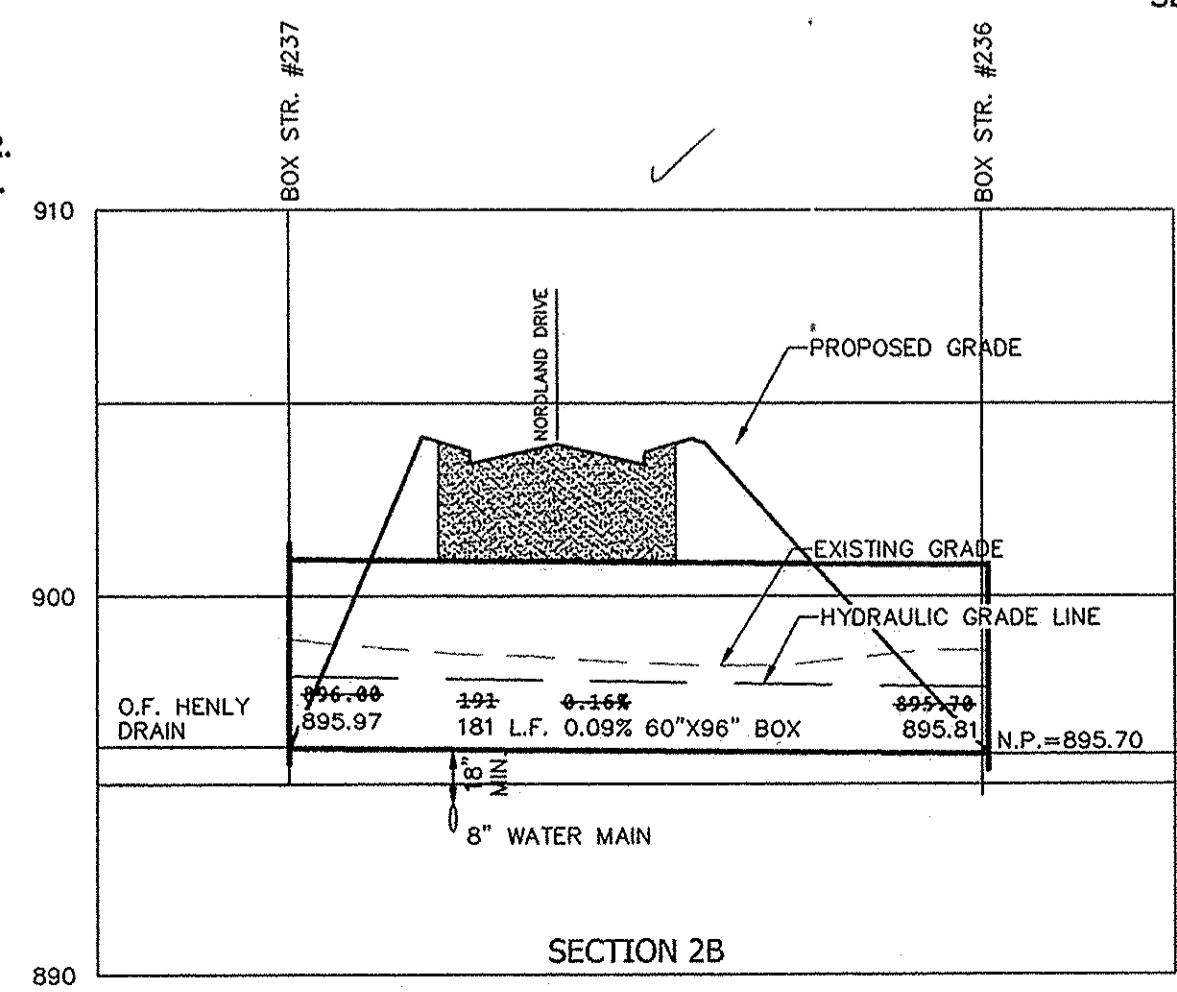 BOX STR. #237
BOX STR. #236
910
NORDLAND DRIVE
PROPOSED GRADE
EXISTING GRADE
900
HYDRAULIC GRADE LINE
896.00 191 0.16% 895.70
O.F. HENLY
DRAIN
895.97 181 L.F. 0.09% 60"X96" BOX 895.81
N.P.=895.70
18"
MIN.
8" WATER MAIN
SECTION 2B
890